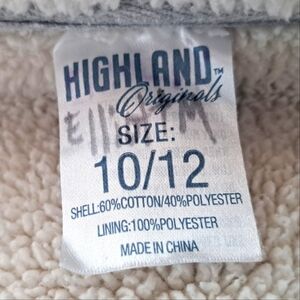 HIGHLAND™
Originals
SIZE:
10/12
SHELL:60%COTTON/40%POLYESTER
LINING:100%POLYESTER
MADE IN CHINA